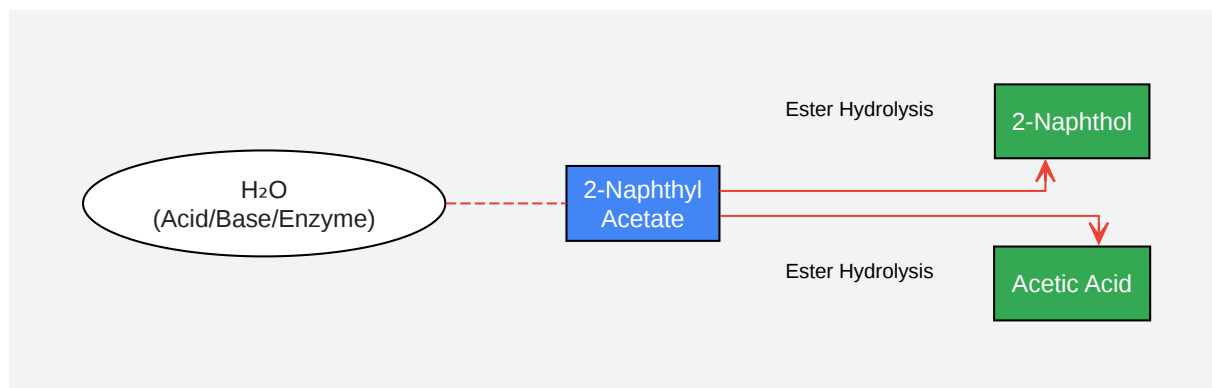 H₂O
(Acid/Base/Enzyme)
2-Naphthyl
Acetate
Ester Hydrolysis
2-Naphthol
Ester Hydrolysis
Acetic Acid